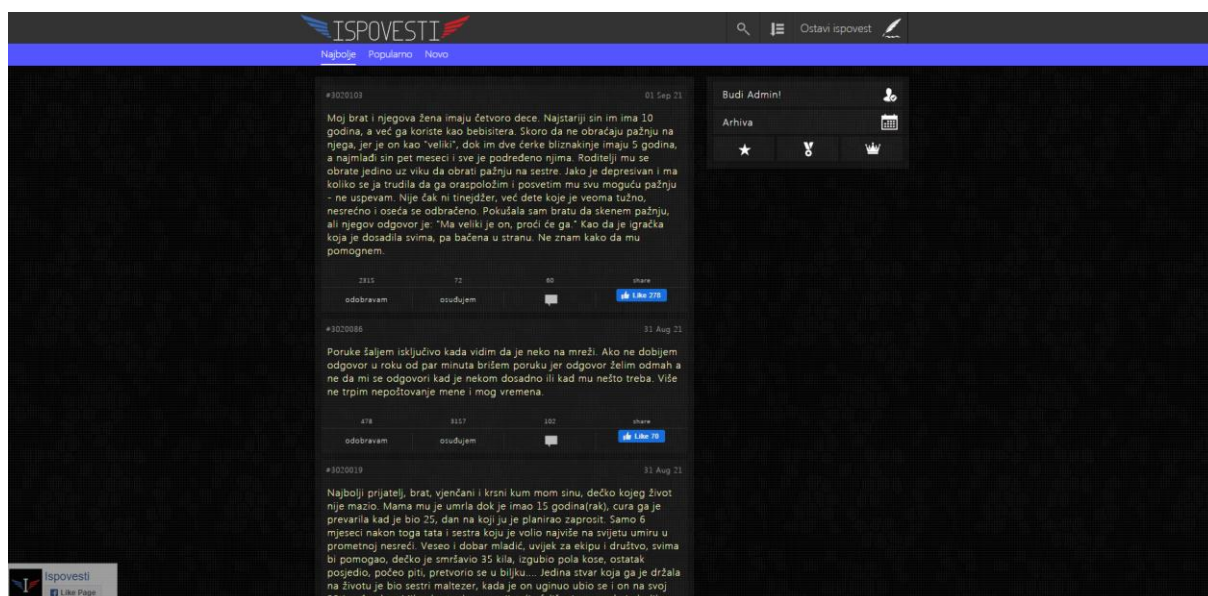 ISPOVESTI
Ostavi ispovest
Najbolje Popularno Novo
#3020103 01 Sep 21
Moj brat i njegova žena imaju četvoro dece. Najstariji sin im ima 10
godina, a već ga koriste kao bebisitera. Skoro da ne obraćaju pažnju na
njega, jer je on kao "veliki", dok im dve ćerke bliznakinje imaju 5 godina,
a najmlađi sin pet meseci i sve je podređeno njima. Roditelji mu se
obrate jedino uz viku da obrati pažnju na sestre. Jako je depresivan i ma
koliko se ja trudila da ga oraspoložim i posvetim mu svu moguću pažnju
- ne uspevam. Nije čak ni tinejdžer, već dete koje je veoma tužno,
nesrećno i oseća se odbračeno. Pokušala sam bratu da skenem pažnju,
ali njegov odgovor je: "Ma veliki je on, proći će ga." Kao da je igračka
koja je dosadila svima, pa bačena u stranu. Ne znam kako da mu
pomognem.
2315 72 60 share
odobravam osuđujem Like 278
#3020086 31 Aug 21
Poruke šaljem isključivo kada vidim da je neko na mreži. Ako ne dobijem
odgovor u roku od par minuta brišem poruku jer odgovor želim odmah a
ne da mi se odgovori kad je nekom dosadno ili kad mu nešto treba. Više
ne trpim nepoštovanje mene i mog vremena.
478 3117 102 share
odobravam osuđujem Like 70
#3020019 31 Aug 21
Najbolji prijatelj, brat, vjenčani i krsni kum mom sinu, dečko kojeg život
nije mazio. Mama mu je umrla dok je imao 15 godina(rak), cura ga je
prevarila kad je bio 25, dan na koji ju je planirao zaprosit. Samo 6
mjeseci nakon toga tata i sestra koju je volio najviše na svijetu umiru u
prometnoj nesreći. Veseo i dobar mladić, uvijek za ekipu i društvo, svima
bi pomogao, dečko je smršavio 35 kila, izgubio pola kose, ostatak
posjedio, počeo piti, pretvorio se u biljku.... Jedina stvar koja ga je držala
na životu je bio sestri maltezer, kada je on uginuo ubio se i on na svoj
Budi Admin!
Arhiva
Ispovesti
Like Page